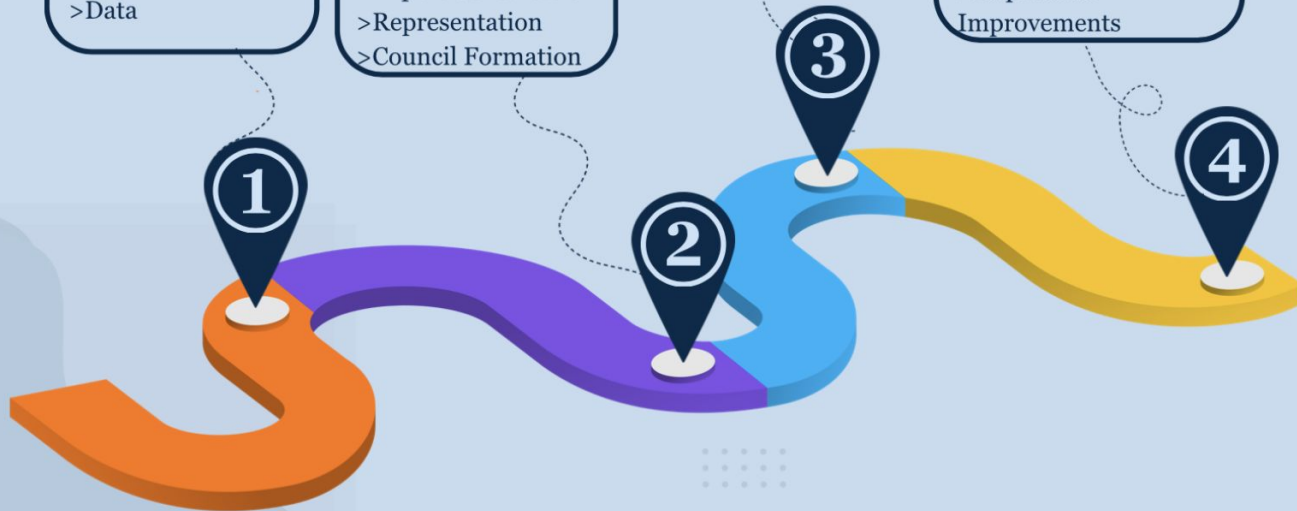 >Data
>Representation
>Council Formation
Improvements
1
2
3
4